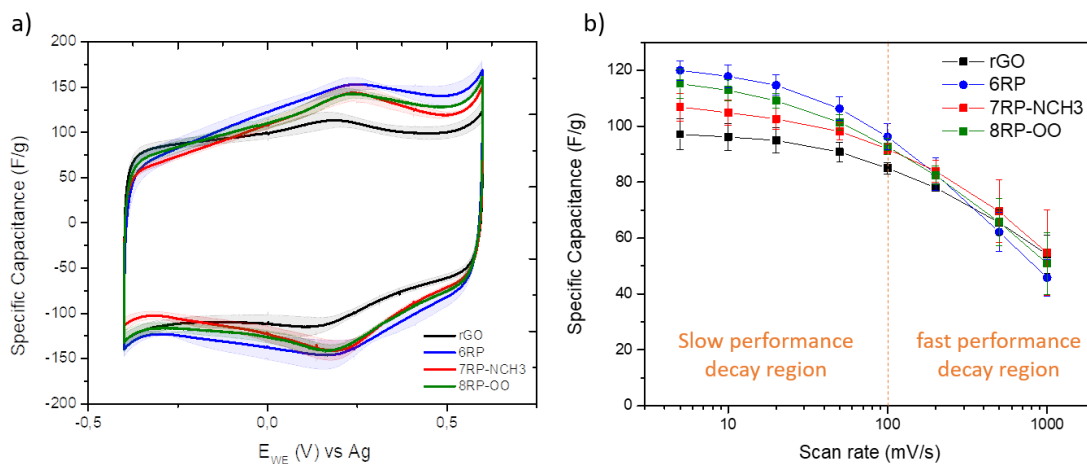 a)
200
150
100
50
0
-50
-100
-150
-200
Specific Capacitance (F/g)
-0,5
0,0
0,5
E_WE (V) vs Ag
rGO
6RP
7RP-NCH3
8RP-OO
b)
120
100
80
60
40
20
0
Specific Capacitance (F/g)
rGO
6RP
7RP-NCH3
8RP-OO
Slow performance
decay region
fast performance
decay region
10
100
1000
Scan rate (mV/s)